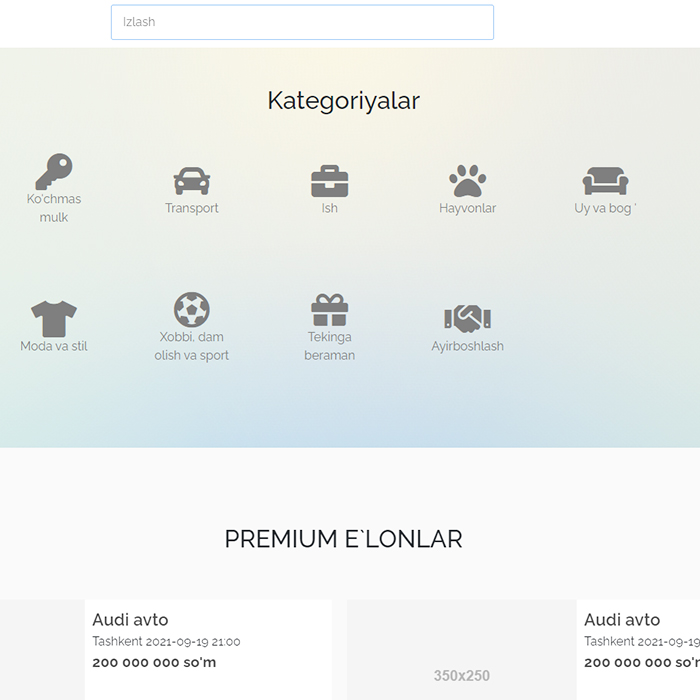 Izlash
Kategoriyalar
Ko'chmas
mulk
Transport
Ish
Hayvonlar
Uy va bog '
Moda va stil
Xobbi, dam
olish va sport
Tekinga
beraman
Ayirboshlash
PREMIUM E`LONLAR
Audi avto
Tashkent 2021-09-19 21:00
200 000 000 so'm
350x250
Audi avto
Tashkent 2021-09-19
200 000 000 so'm